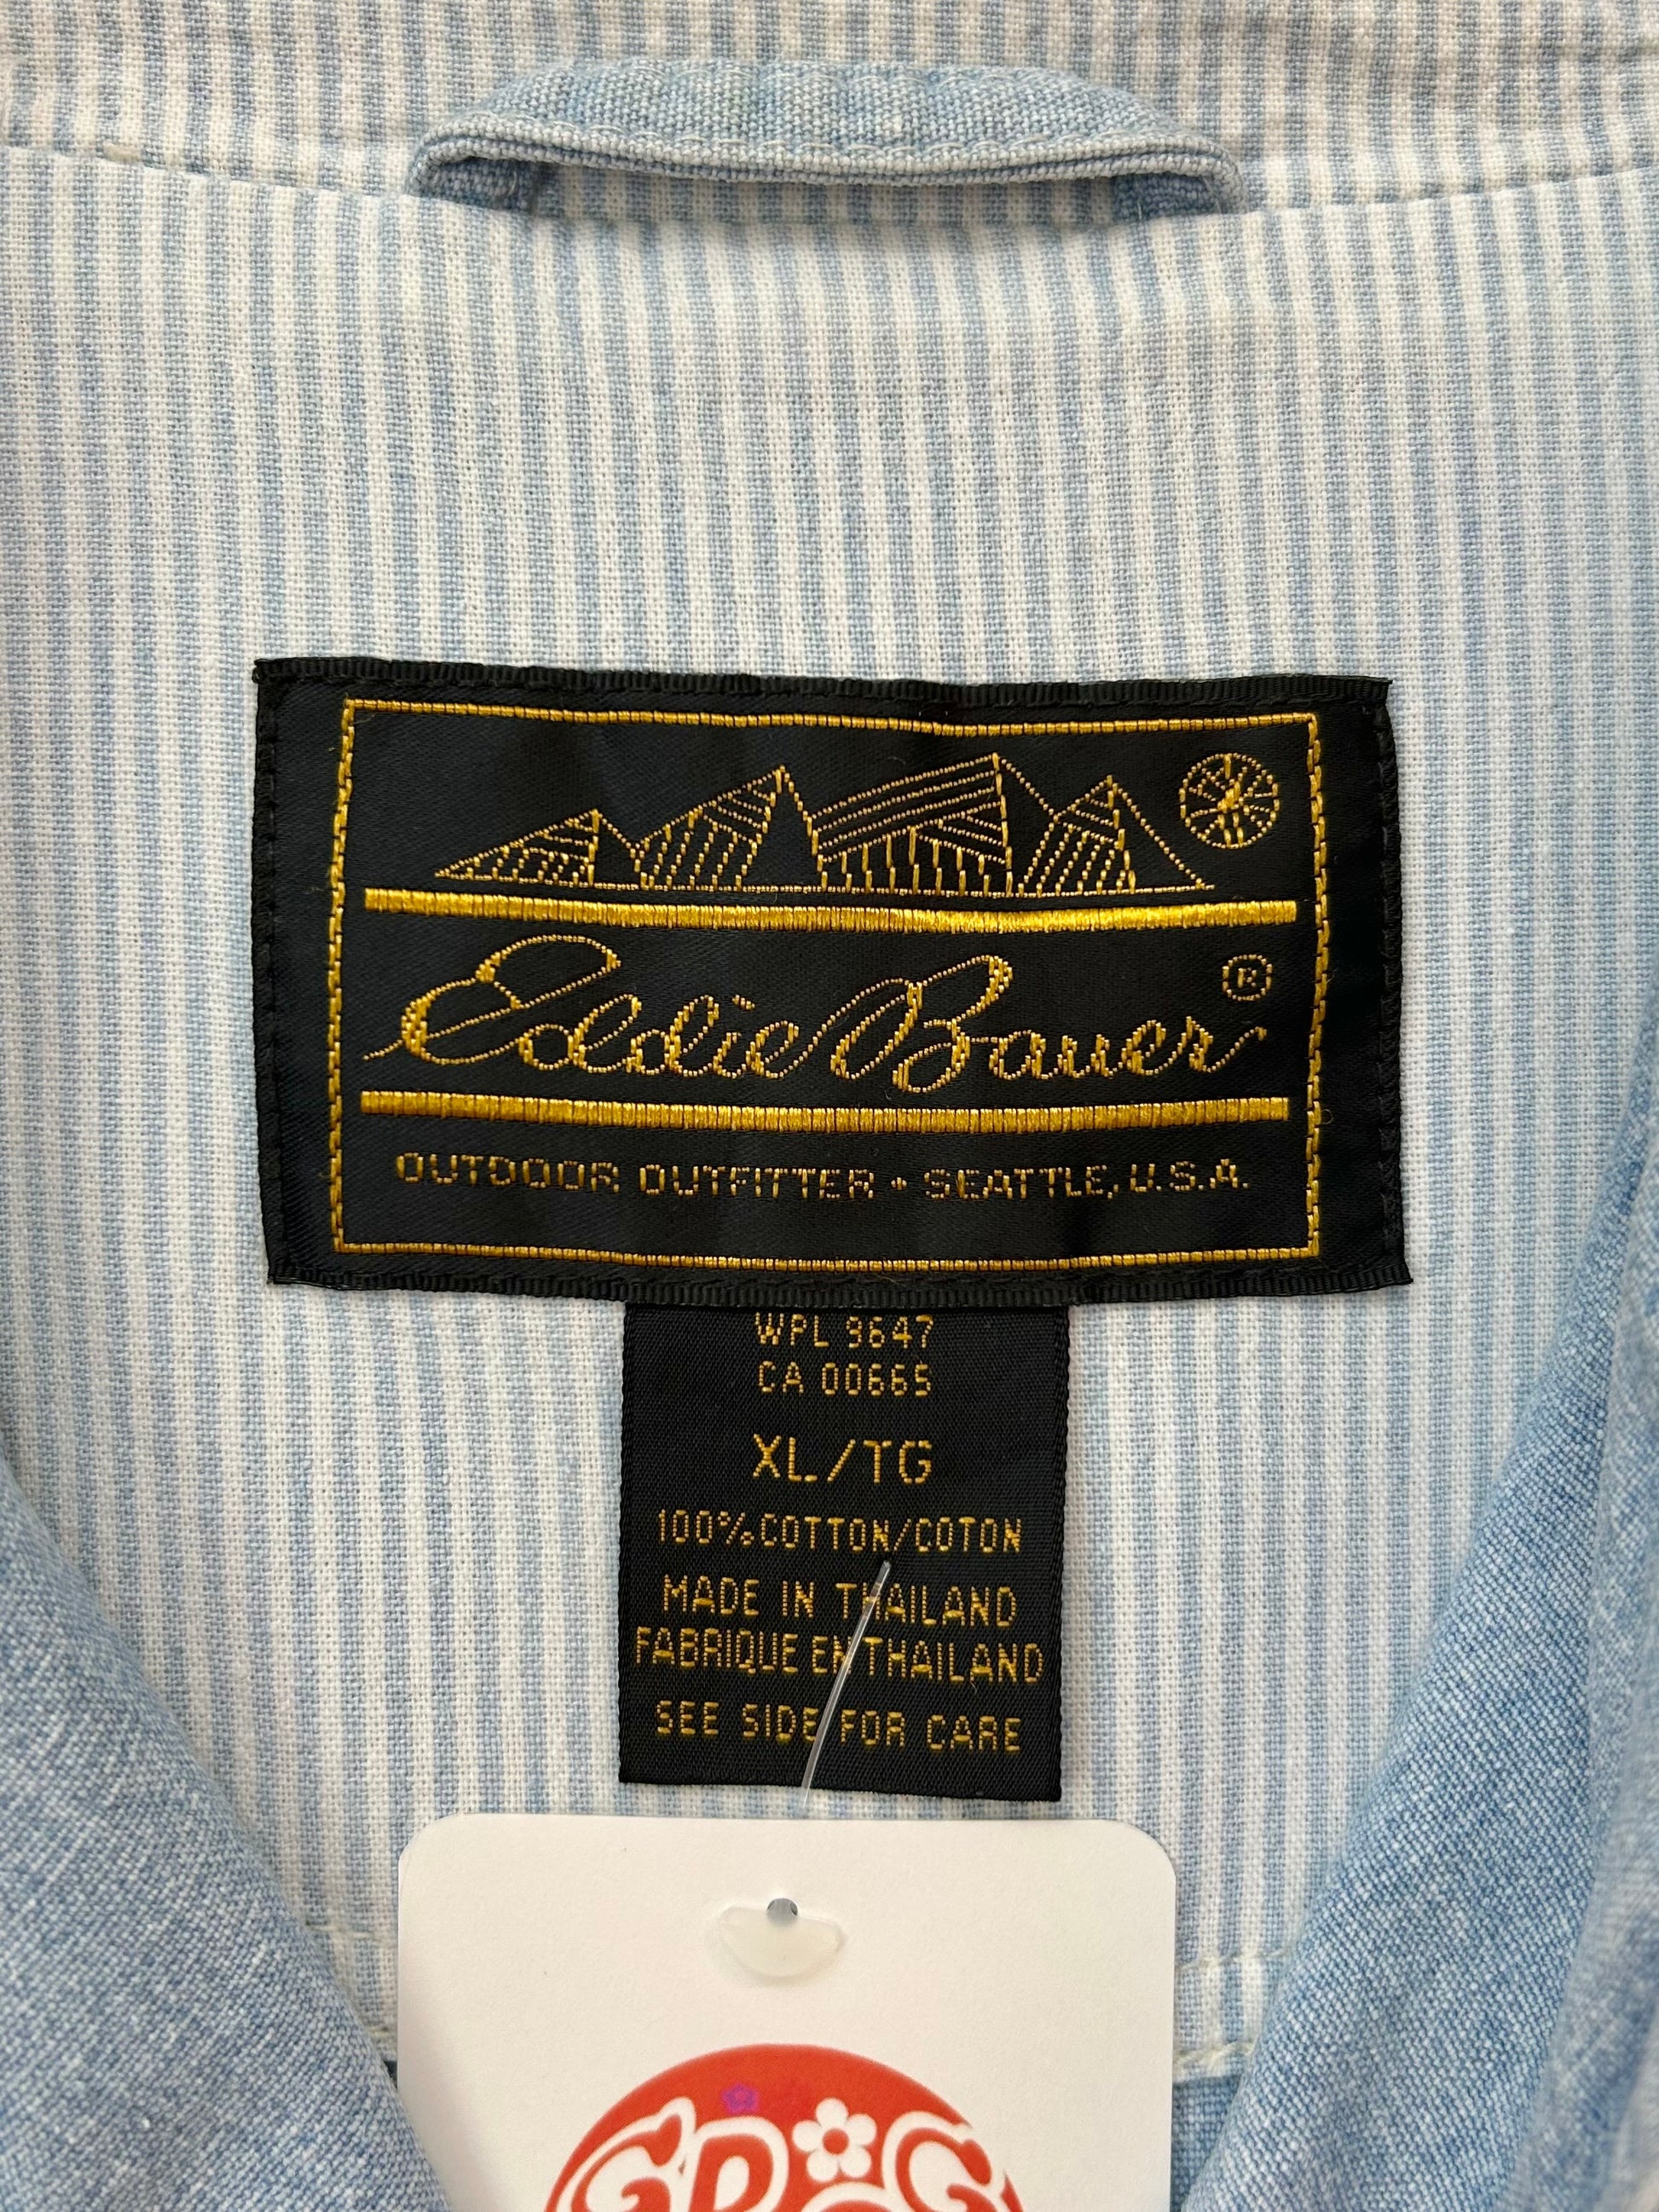 Eddie Bauer ®
OUTDOOR OUTFITTER • SEATTLE, U.S.A.
WPL 9647
CA 00665
XL/TG
100% COTTON/COTON
MADE IN THAILAND
FABRIQUE EN THAILAND
SEE SIDE FOR CARE